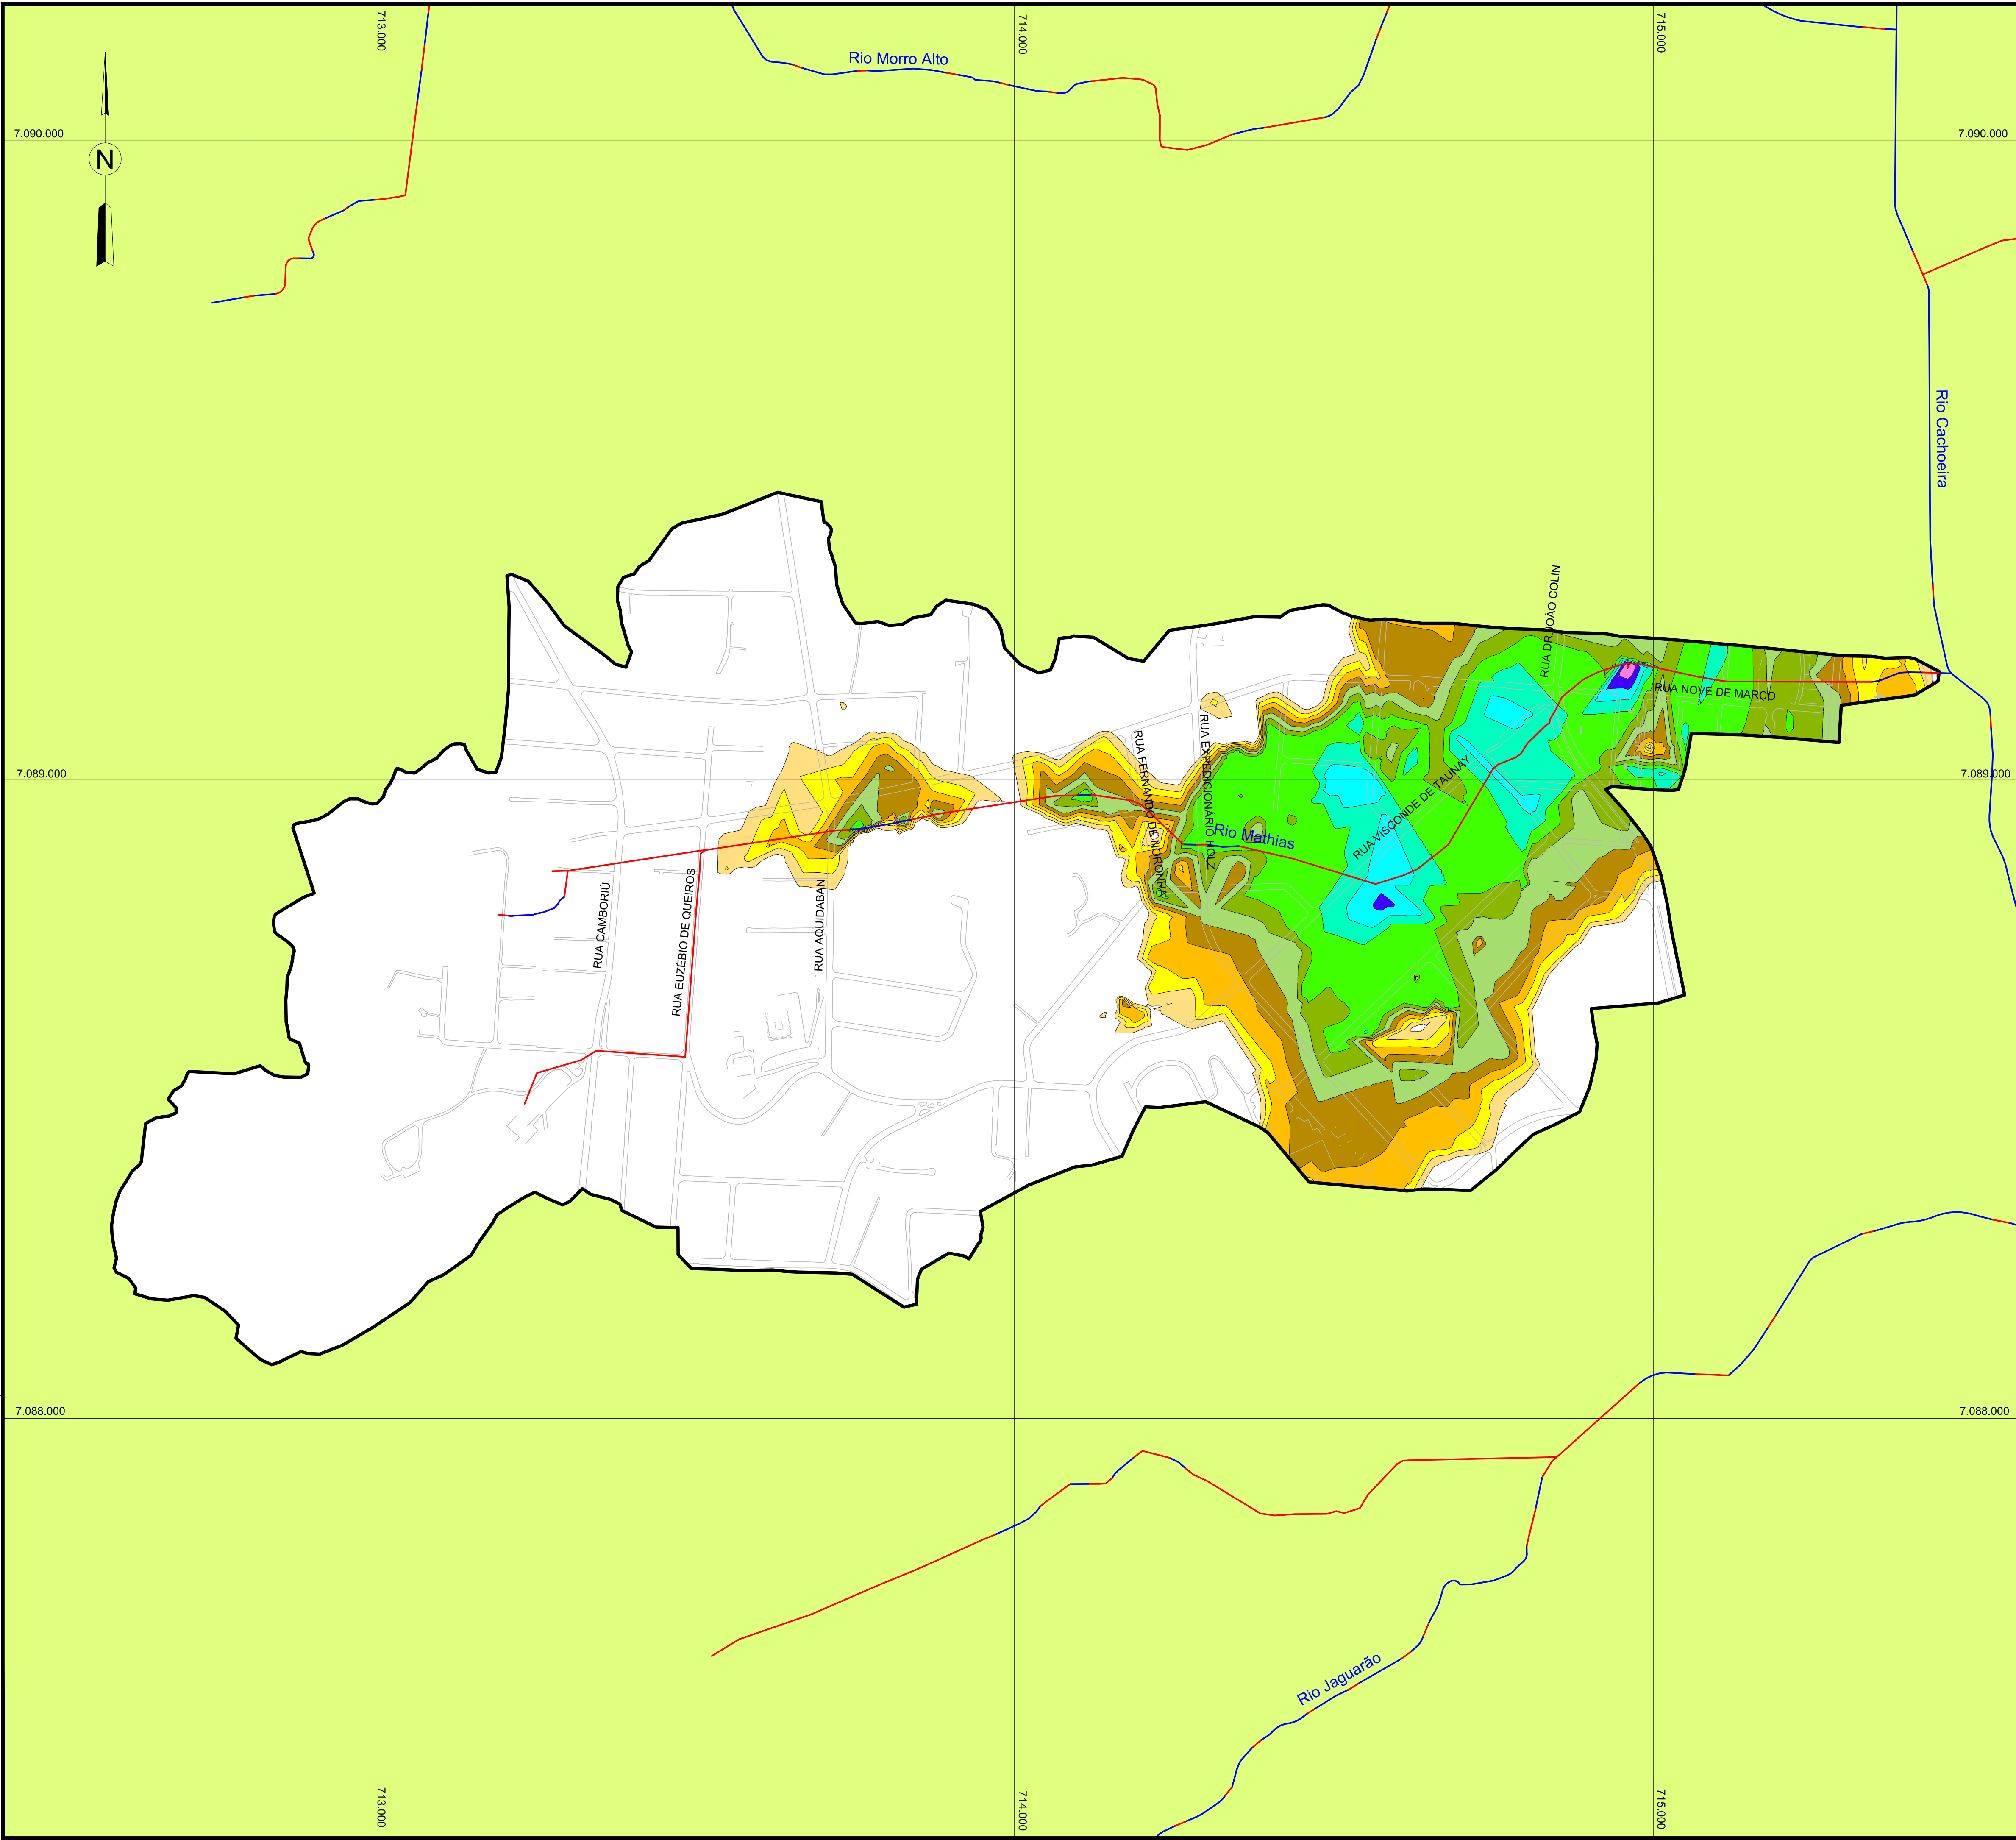 713.000
714.000
715.000
Rio Morro Alto
7.090.000
7.090.000
N
Rio Cachoeira
RUA DR.JOÃO COLIN
RUA NOVE DE MARÇO
RUA EXPEDICIONÁRIO HOLZ
RUA FERNANDO DE NORONHA
RUA VISCONDE DE TAUNAY
7.089.000
7.089.000
Rio Mathias
RUA CAMBORIÚ
RUA EUZÉBIO DE QUEIROS
RUA AQUIDABAN
7.088.000
7.088.000
Rio Jaguarão
713.000
714.000
715.000